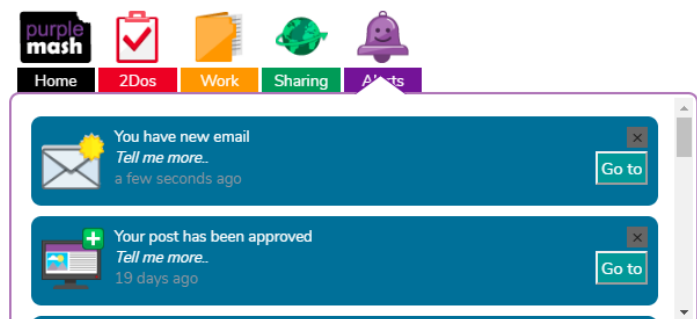 purple
mash
Home
2Dos
Work
Sharing
Alerts
You have new email
Tell me more..
a few seconds ago
Go to
Your post has been approved
Tell me more..
19 days ago
Go to